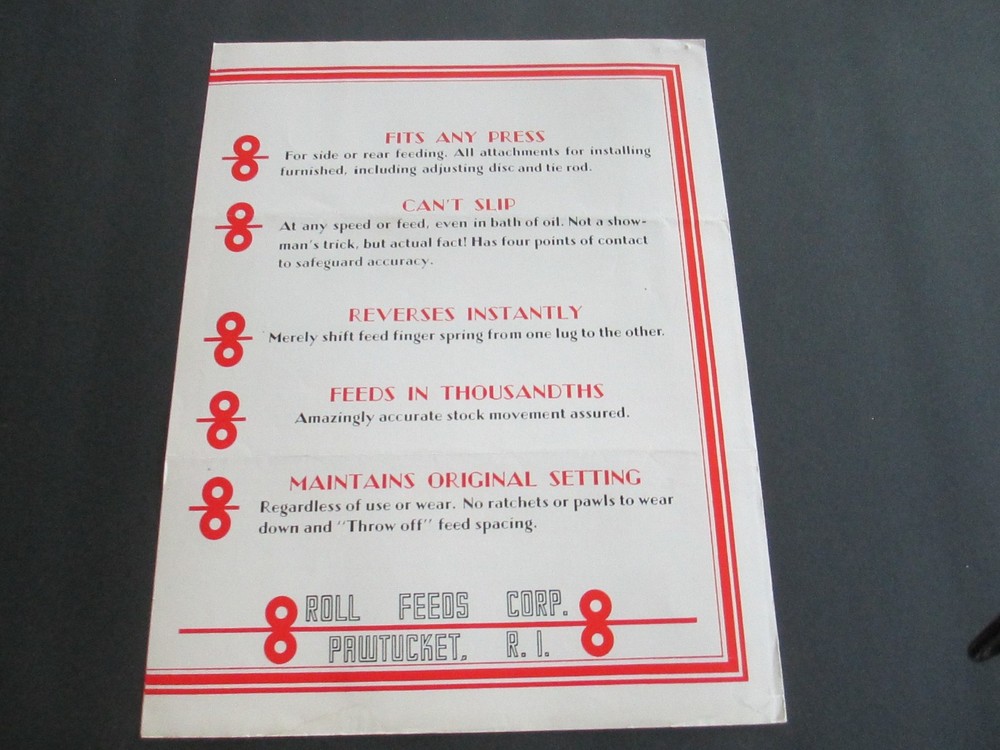 FITS ANY PRESS
For side or rear feeding. All attachments for installing
furnished, including adjusting disc and tie rod.
CAN'T SLIP
At any speed or feed, even in bath of oil. Not a show-
man's trick, but actual fact! Has four points of contact
to safeguard accuracy.
REVERSES INSTANTLY
Merely shift feed finger spring from one lug to the other.
FEEDS IN THOUSANDTHS
Amazingly accurate stock movement assured.
MAINTAINS ORIGINAL SETTING
Regardless of use or wear. No ratchets or pawls to wear
down and "Throw off" feed spacing.
ROLL FEEDS CORP.
PAWTUCKET, R. I.